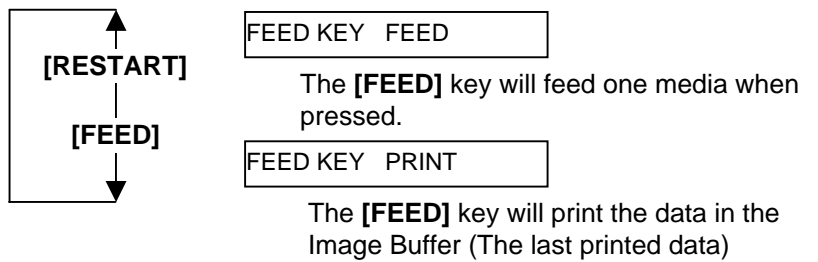 FEED KEY FEED
[RESTART]
The [FEED] key will feed one media when
pressed.
[FEED]
FEED KEY PRINT
The [FEED] key will print the data in the
Image Buffer (The last printed data)